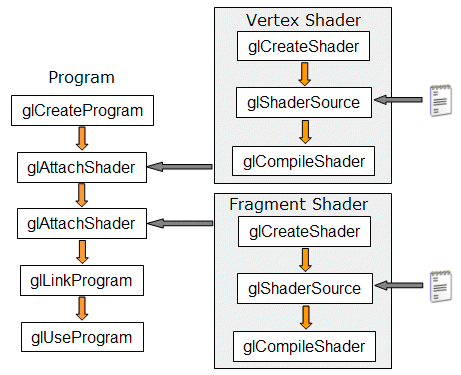 Vertex Shader
glCreateShader
glShaderSource
glCompileShader
Program
glCreateProgram
glAttachShader
glAttachShader
glLinkProgram
glUseProgram
Fragment Shader
glCreateShader
glShaderSource
glCompileShader